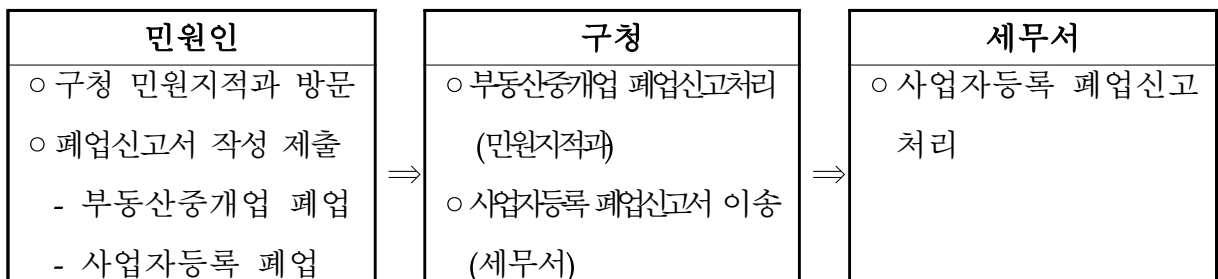 민원인
○ 구청 민원지적과 방문
○ 폐업신고서 작성 제출
- 부동산중개업 폐업
- 사업자등록 폐업
⇒
구청
○ 부동산중개업 폐업신고처리
(민원지적과)
○ 사업자등록 폐업신고서 이송
(세무서)
⇒
세무서
○ 사업자등록 폐업신고
처리